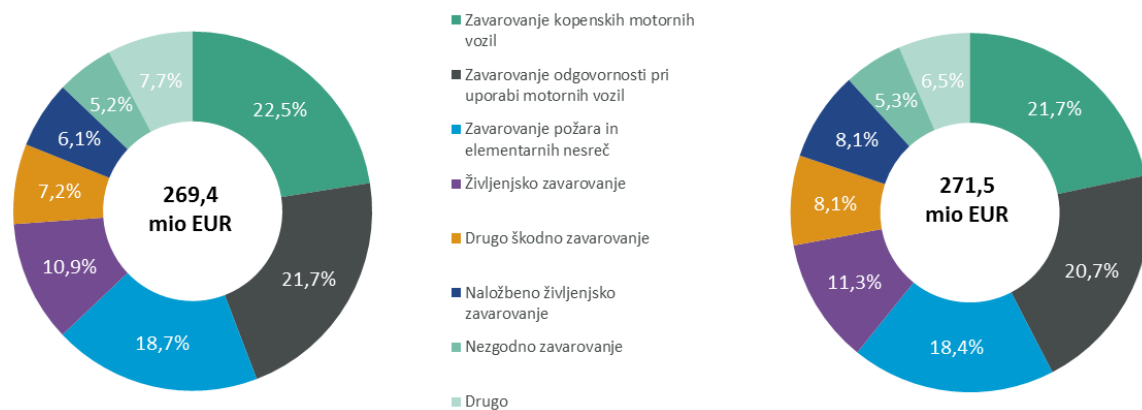 7,7%
22,5%
5,2%
6,1%
7,2%
10,9%
18,7%
21,7%
269,4
mio EUR
Zavarovanje kopenskih motornih
vozil
Zavarovanje odgovornosti pri
uporabi motornih vozil
Zavarovanje požara in
elementarnih nesreč
Življenjsko zavarovanje
Drugo škodno zavarovanje
Naložbeno življenjsko
zavarovanje
Nezgodno zavarovanje
Drugo
6,5%
21,7%
5,3%
8,1%
8,1%
11,3%
18,4%
20,7%
271,5
mio EUR